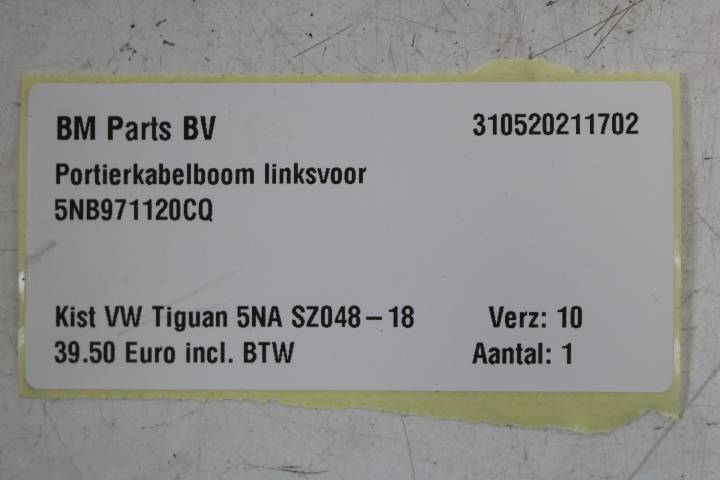 BM Parts BV 310520211702
Portierkabelboom linksvoor
5NB971120CQ
Kist VW Tiguan 5NA SZ048-18 Verz: 10
39.50 Euro incl. BTW Aantal: 1